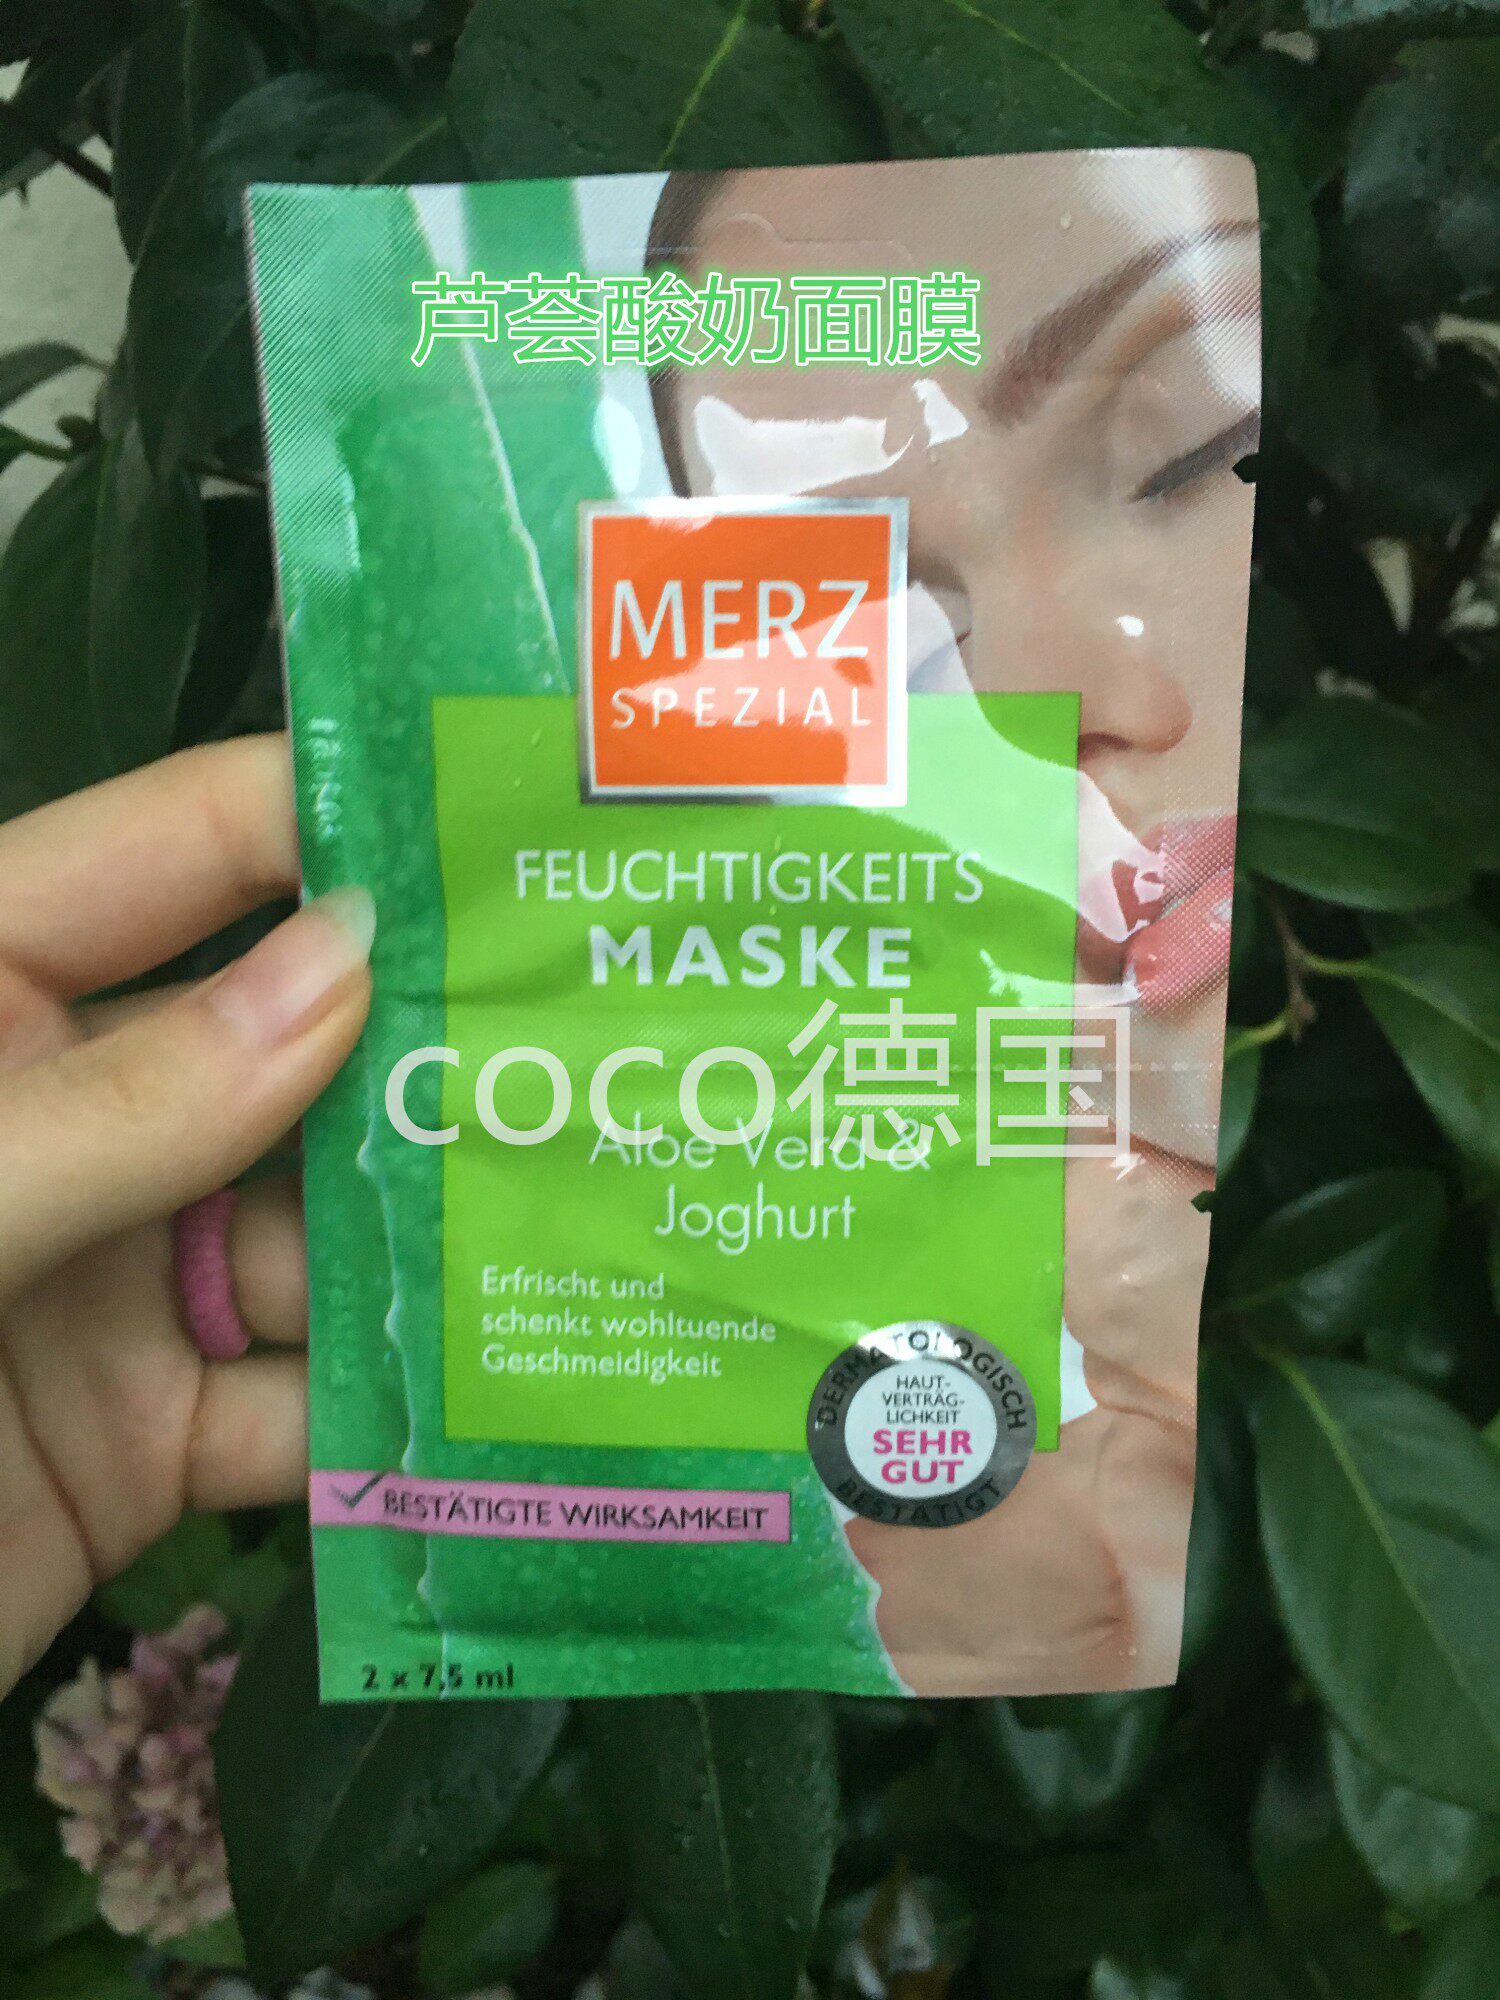 芦荟酸奶面膜
MERZ
SPEZIAL
FEUCHTIGKEITS
MASKE
coco德国
Aloe Vera &
Joghurt
Erfrischt und
schenkt wohltuende
Geschmeidigkeit
DERMATOLOGISCH
HAUT-
VERTRÄG-
LICHKEIT
SEHR
GUT
BESTÄTIGT
BESTÄTIGTE WIRKSAMKEIT
2 x 7,5 ml